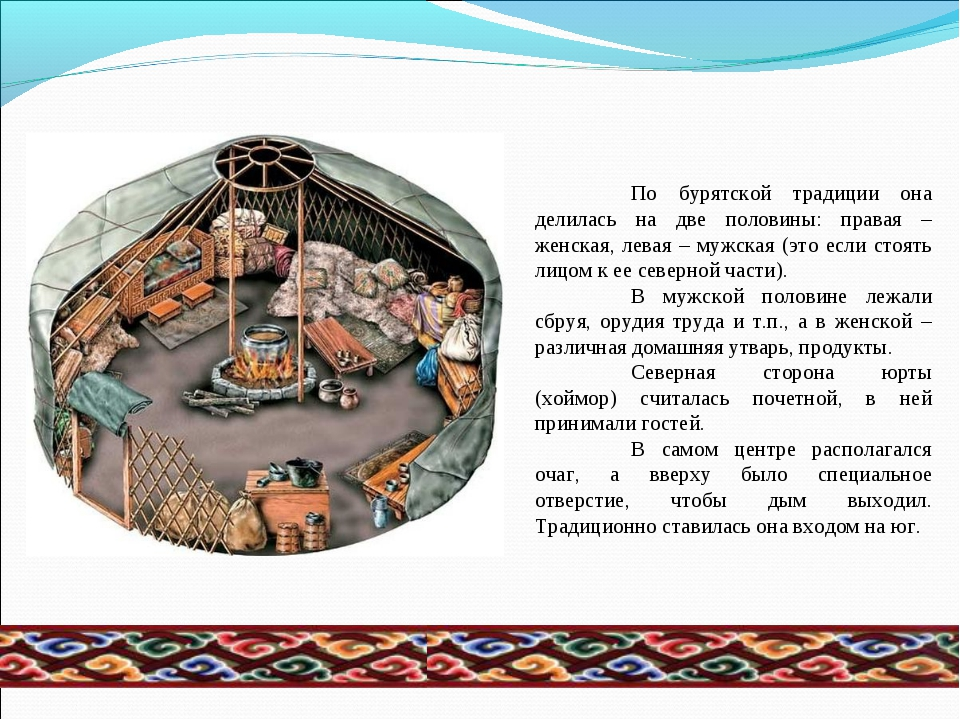 По бурятской традиции она
делилась на две половины: правая –
женская, левая – мужская (это если стоять
лицом к ее северной части).
В мужской половине лежали
сбруя, орудия труда и т.п., а в женской –
различная домашняя утварь, продукты.
Северная сторона юрты
(хоймор) считалась почетной, в ней
принимали гостей.
В самом центре располагался
очаг, а вверху было специальное
отверстие, чтобы дым выходил.
Традиционно ставилась она входом на юг.